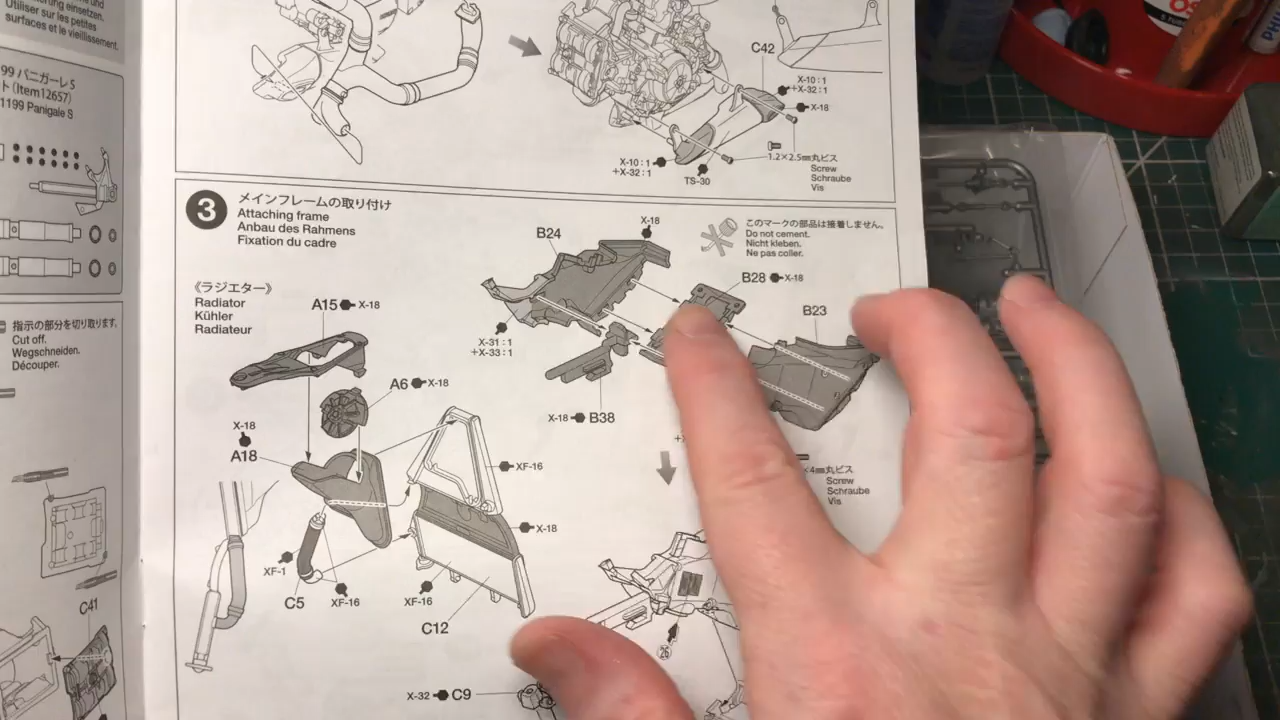 Utiliser sur les petites
surfaces et le vieillissement.
99 パニガーレS
ト (Item12657)
1199 Panigale S
指示の部分を切り取ります。
Cut off.
Wegschneiden.
Découper.
C41
C42
X-10 : 1
+X-32 : 1
X-18
X-10 : 1
+X-32 : 1
TS-30
1.2×2.5mm丸ビス
Screw
Schraube
Vis
3
メインフレームの取り付け
Attaching frame
Anbau des Rahmens
Fixation du cadre
《ラジエター》
Radiator
Kühler
Radiateur
A15 X-18
A6 X-18
X-18
A18
XF-16
X-18
XF-1
C5
XF-16
XF-16
C12
B24
X-18
このマークの部品は接着しません。
Do not cement.
Nicht kleben.
Ne pas coller.
B28 X-18
B23
X-31 : 1
+X-33 : 1
X-18 B38
×4mm丸ビス
Screw
Schraube
Vis
26
X-32 C9